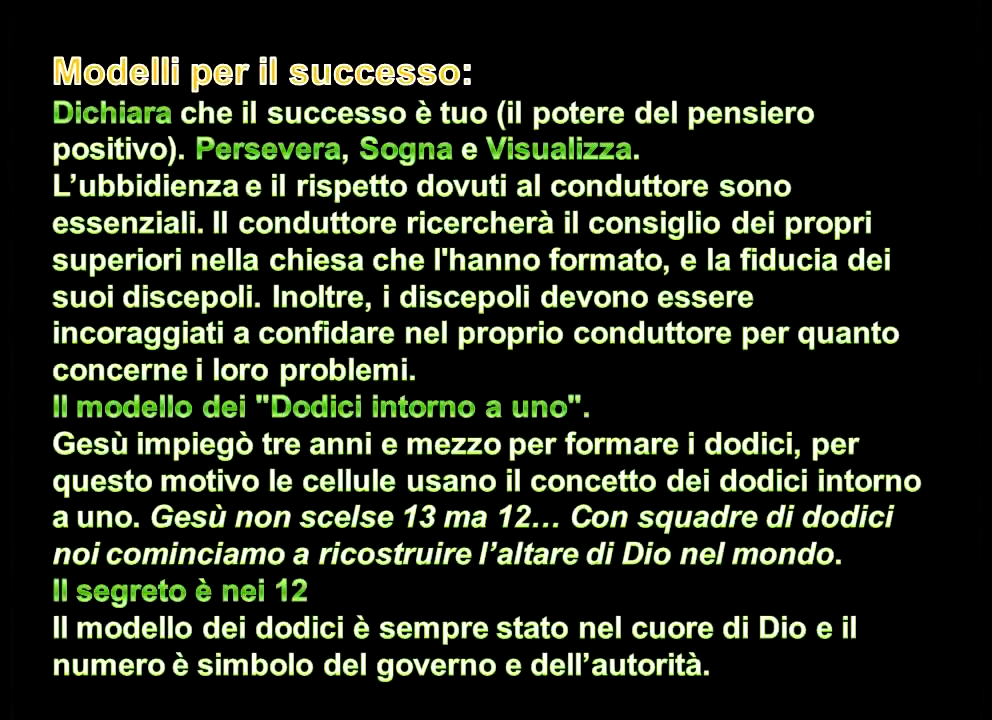 Modelli per il successo:
Dichiara che il successo è tuo (il potere del pensiero
positivo). Persevera, Sogna e Visualizza.
L’ubbidienza e il rispetto dovuti al conduttore sono
essenziali. Il conduttore ricercherà il consiglio dei propri
superiori nella chiesa che l'hanno formato, e la fiducia dei
suoi discepoli. Inoltre, i discepoli devono essere
incoraggiati a confidare nel proprio conduttore per quanto
concerne i loro problemi.
Il modello dei "Dodici intorno a uno".
Gesù impiegò tre anni e mezzo per formare i dodici, per
questo motivo le cellule usano il concetto dei dodici intorno
a uno. Gesù non scelse 13 ma 12… Con squadre di dodici
noi cominciamo a ricostruire l’altare di Dio nel mondo.
Il segreto è nei 12
Il modello dei dodici è sempre stato nel cuore di Dio e il
numero è simbolo del governo e dell’autorità.